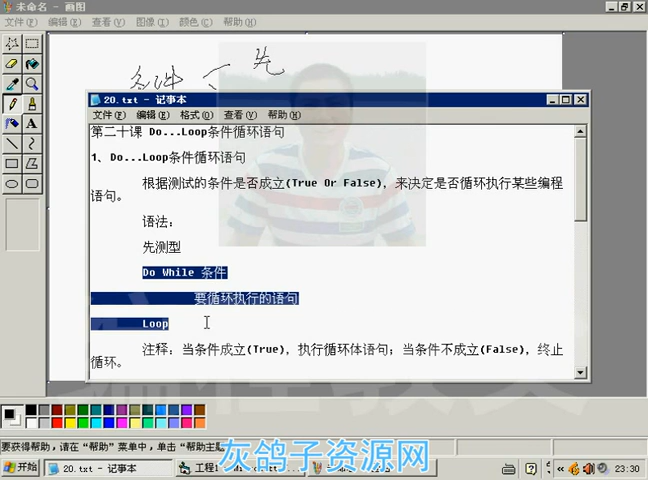 未命名 - 画图
文件(F) 编辑(E) 查看(V) 图像(I) 颜色(C) 帮助(H)
条件 一 先
20.txt - 记事本
文件(F) 编辑(E) 格式(O) 查看(V) 帮助(H)
第二十课 Do...Loop条件循环语句
1、Do...Loop条件循环语句
根据测试的条件是否成立(True Or False)，来决定是否循环执行某些编程
语句。
语法：
先测型
Do While 条件
要循环执行的语句
Loop
注释：当条件成立(True)，执行循环体语句；当条件不成立(False)，终止
循环。
要获得帮助，请在“帮助”菜单中，单击“帮助主题
灰鸽子资源网
开始 20.txt - 记事本 工程1 23:30